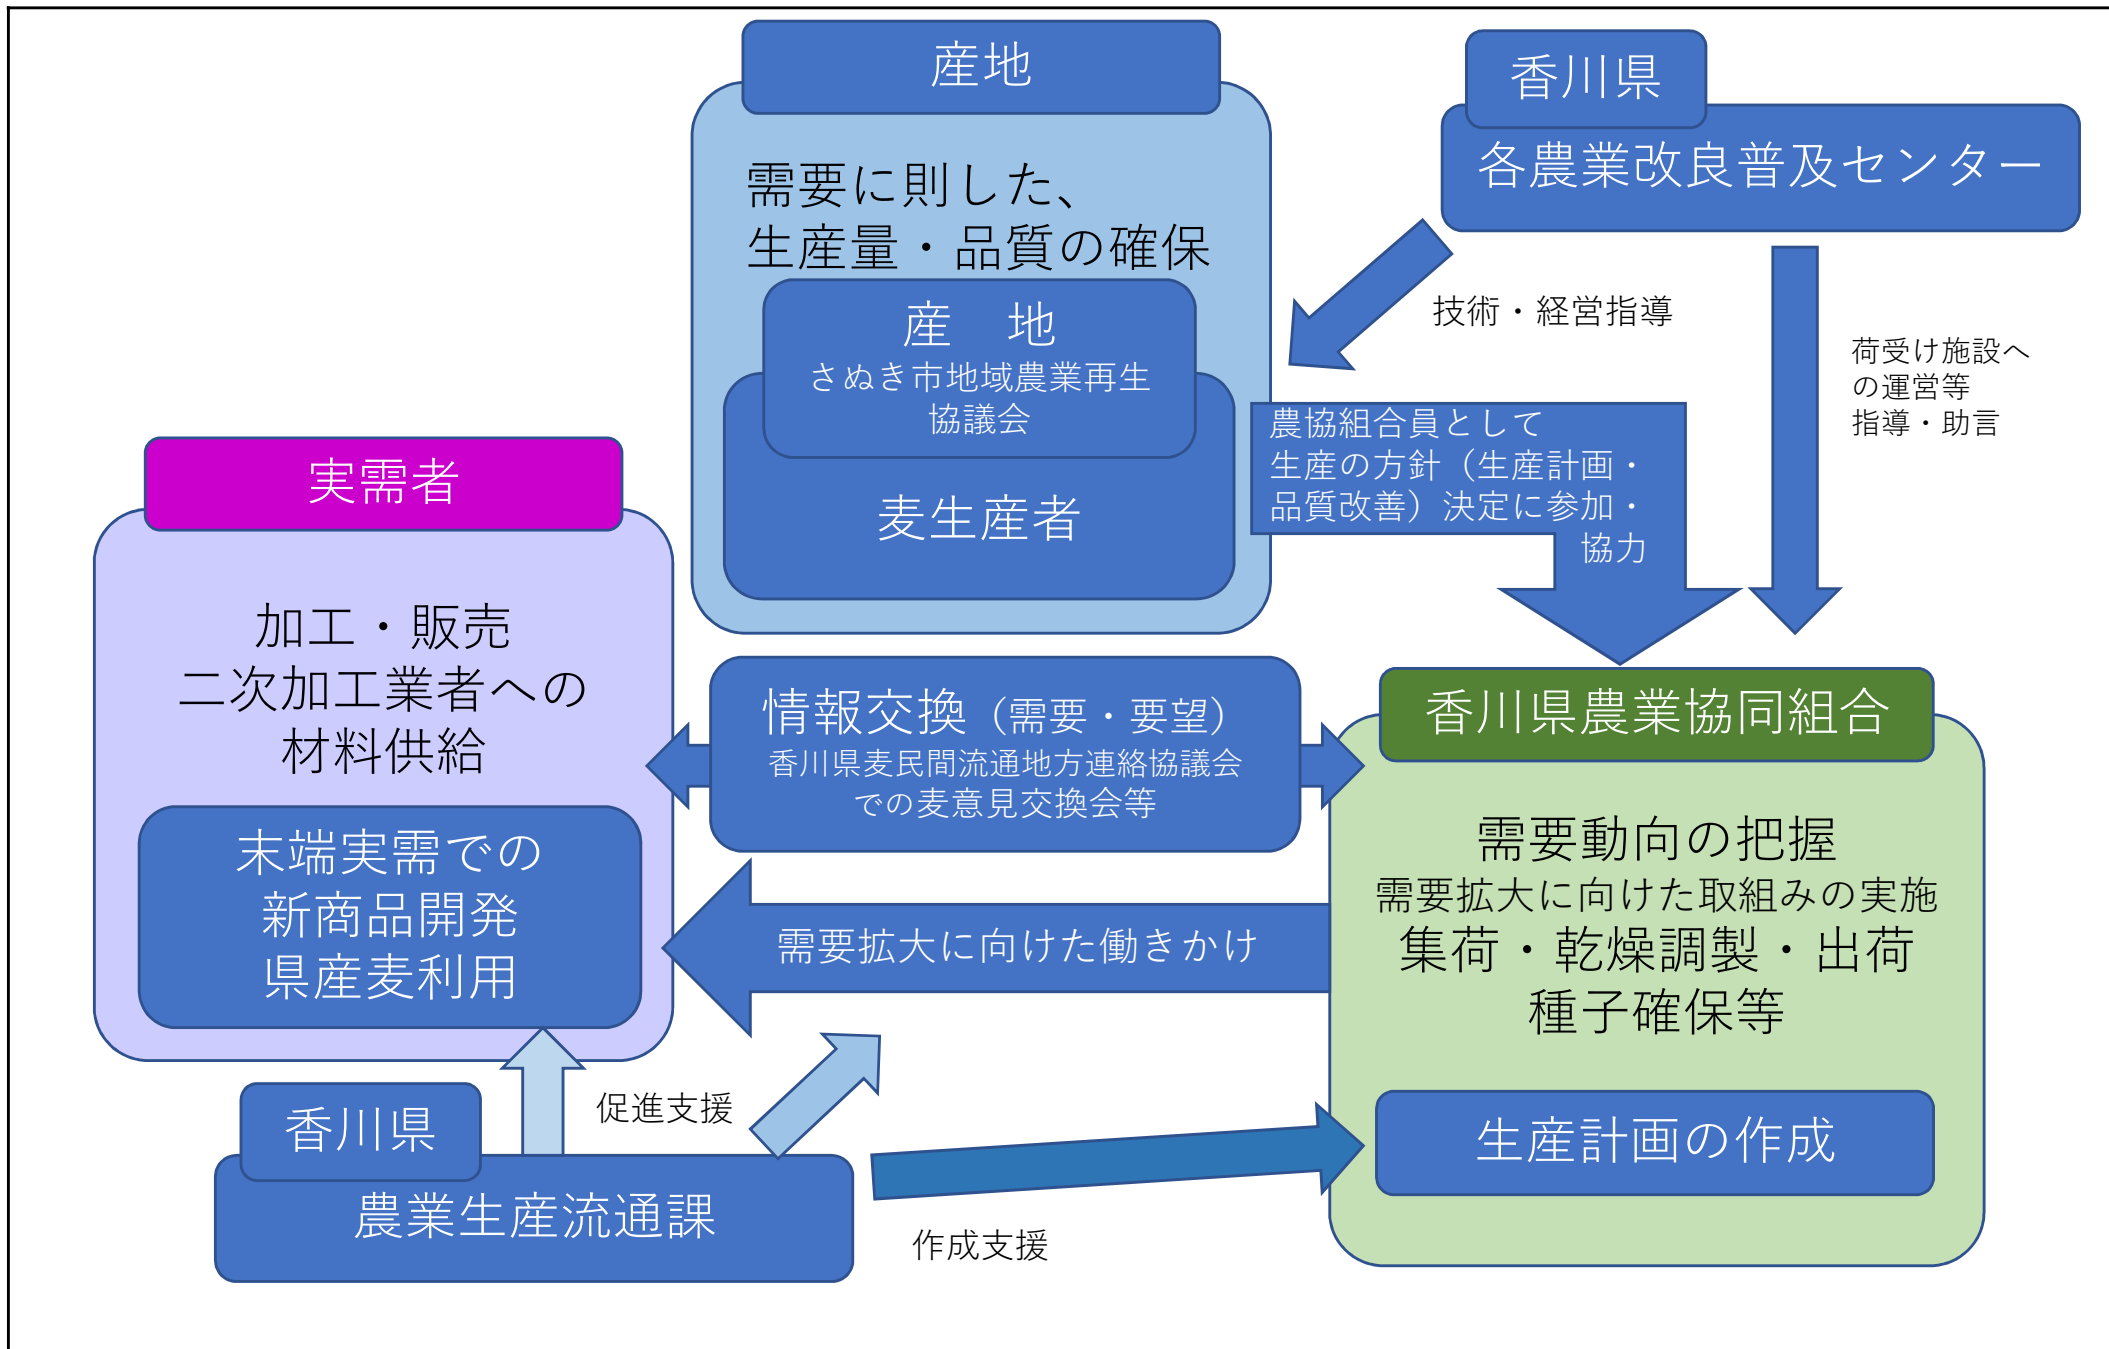 産地
需要に則した、
生産量・品質の確保
産　地
さぬき市地域農業再生
協議会
麦生産者
香川県
各農業改良普及センター
技術・経営指導
荷受け施設へ
の運営等
指導・助言
農協組合員として
生産の方針（生産計画・
品質改善）決定に参加・
協力
実需者
加工・販売
二次加工業者への
材料供給
末端実需での
新商品開発
県産麦利用
情報交換（需要・要望）
香川県麦民間流通地方連絡協議会
での麦意見交換会等
需要拡大に向けた働きかけ
香川県農業協同組合
需要動向の把握
需要拡大に向けた取組みの実施
集荷・乾燥調製・出荷
種子確保等
生産計画の作成
促進支援
香川県
農業生産流通課
作成支援